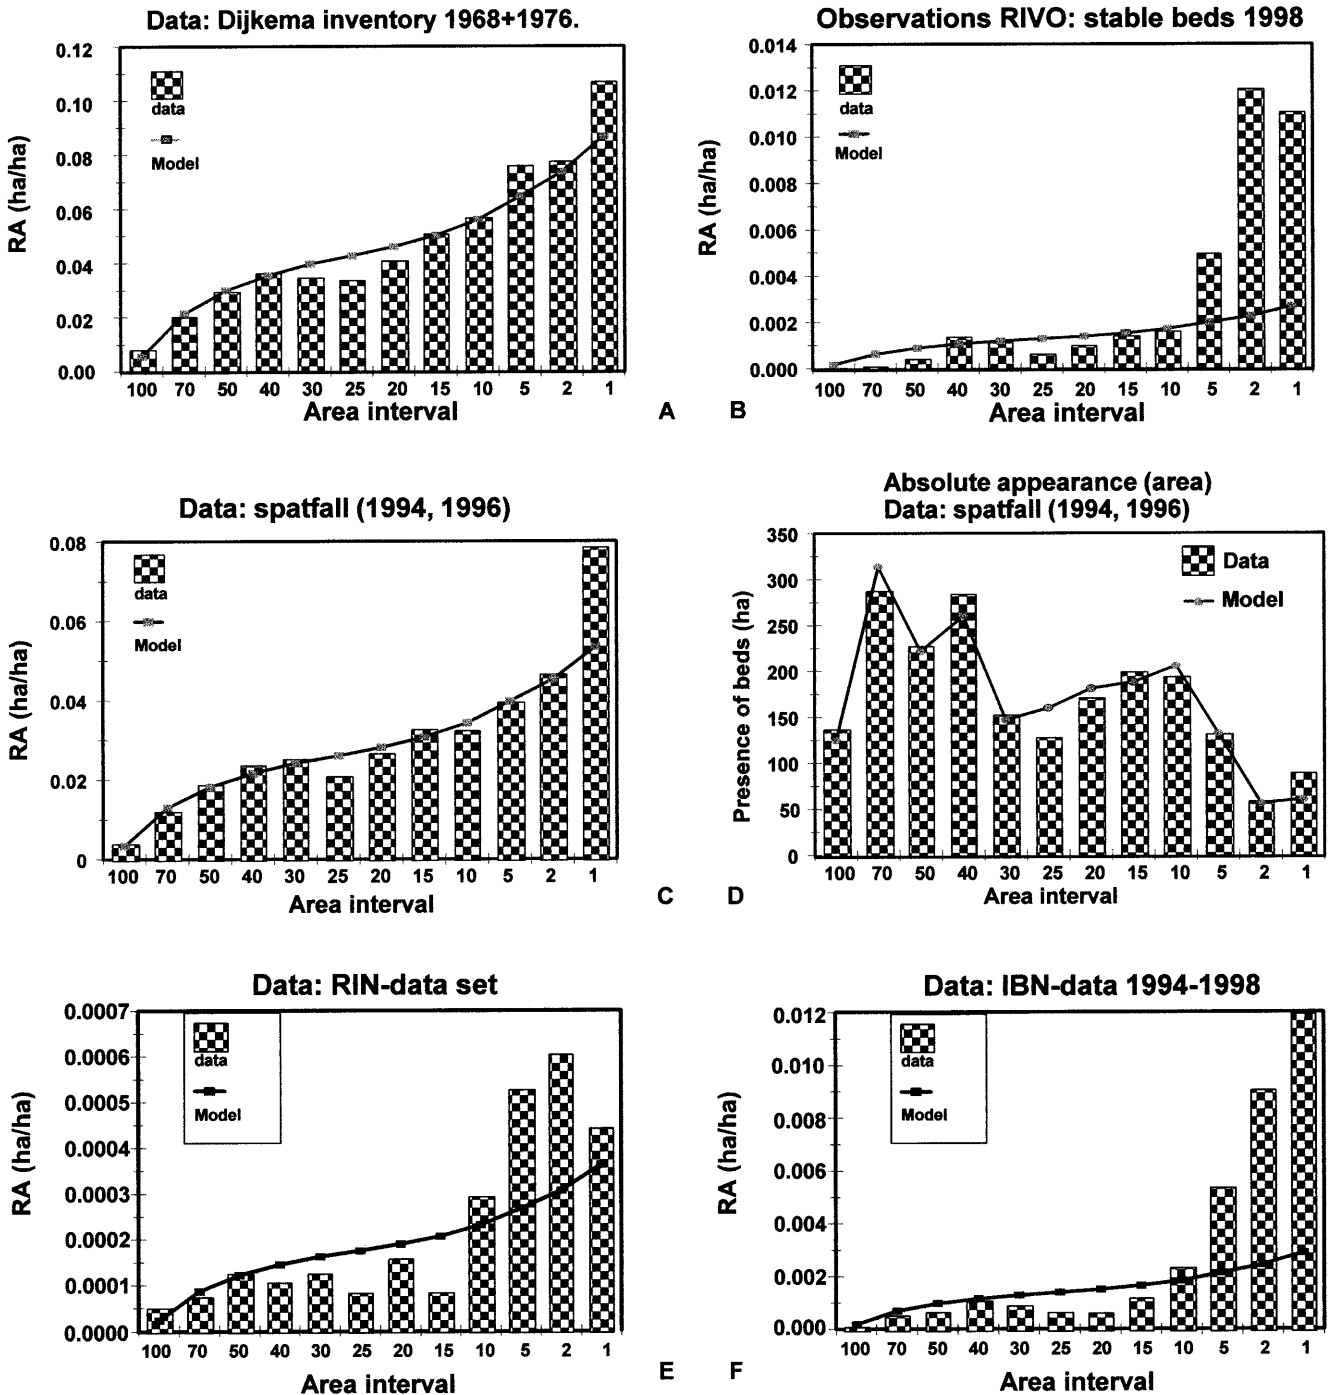 Data: Dijkema inventory 1968+1976.
0.12
0.10
0.08
0.06
0.04
0.02
0.00
RA (ha/ha)
data
Model
100 70 50 40 30 25 20 15 10 5 2 1
Area interval
A
Observations RIVO: stable beds 1998
0.014
0.012
0.010
0.008
0.006
0.004
0.002
0.000
RA (ha/ha)
data
Model
100 70 50 40 30 25 20 15 10 5 2 1
Area interval
B
Data: spatfall (1994, 1996)
0.08
0.06
0.04
0.02
0
RA (ha/ha)
data
Model
100 70 50 40 30 25 20 15 10 5 2 1
Area interval
C
Absolute appearance (area)
Data: spatfall (1994, 1996)
350
300
250
200
150
100
50
0
Presence of beds (ha)
Data
Model
100 70 50 40 30 25 20 15 10 5 2 1
Area interval
D
Data: RIN-data set
0.0007
0.0006
0.0005
0.0004
0.0003
0.0002
0.0001
0.0000
RA (ha/ha)
data
Model
100 70 50 40 30 25 20 15 10 5 2 1
Area interval
E
Data: IBN-data 1994-1998
0.012
0.010
0.008
0.006
0.004
0.002
0.000
RA (ha/ha)
data
Model
100 70 50 40 30 25 20 15 10 5 2 1
Area interval
F